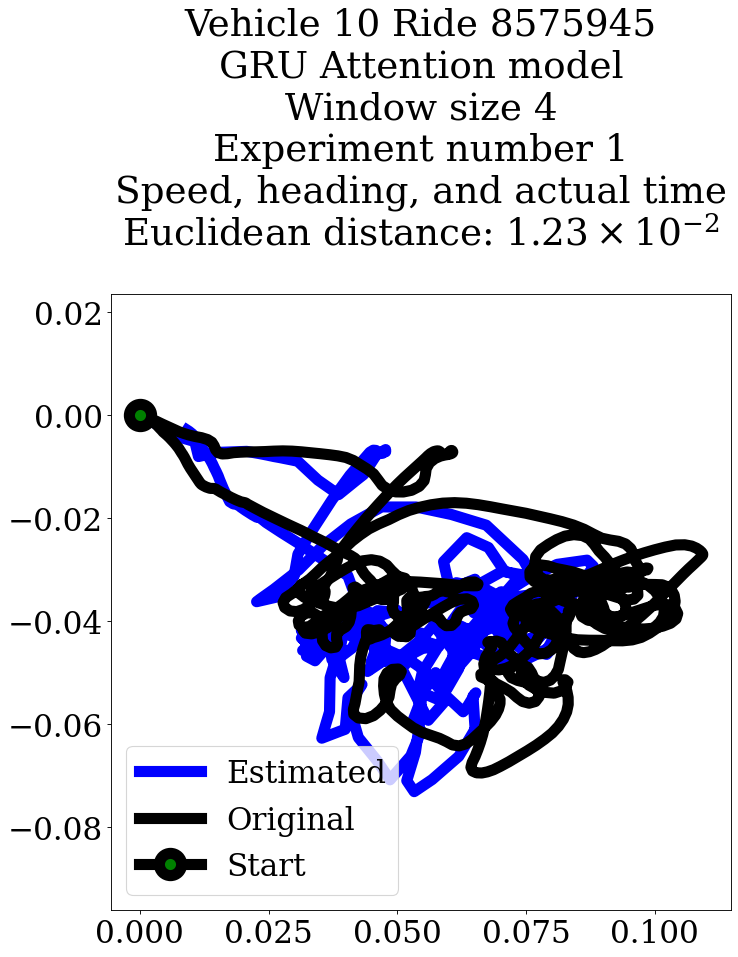 Vehicle 10 Ride 8575945
GRU Attention model
Window size 4
Experiment number 1
Speed, heading, and actual time
Euclidean distance: 1.23 × 10⁻²
0.02
0.00
−0.02
−0.04
−0.06
−0.08
Estimated
Original
Start
0.000 0.025 0.050 0.075 0.100